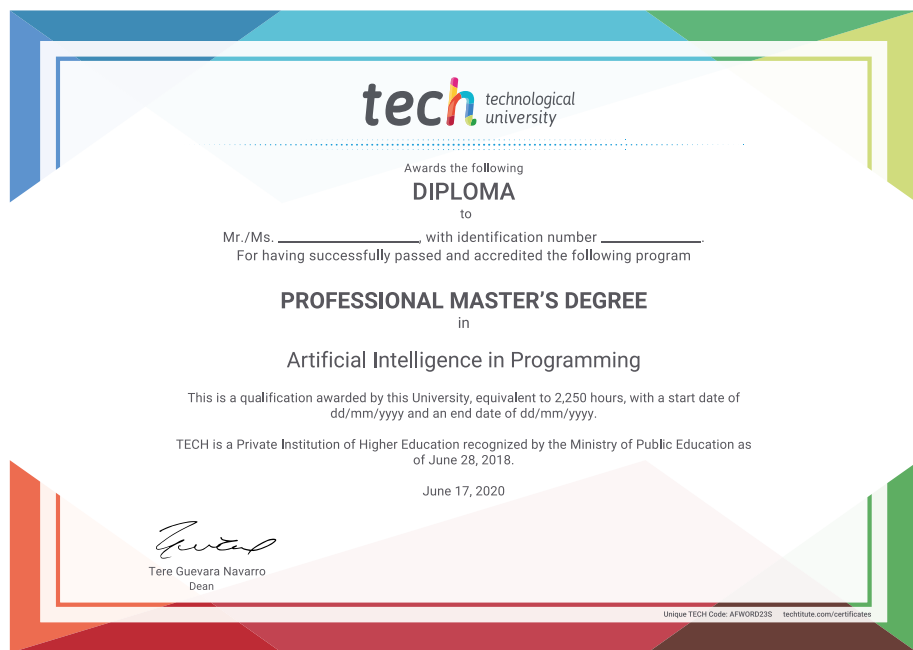 tech technological
university
Awards the following
DIPLOMA
to
Mr./Ms. ____________________, with identification number ______________.
For having successfully passed and accredited the following program
PROFESSIONAL MASTER'S DEGREE
in
Artificial Intelligence in Programming
This is a qualification awarded by this University, equivalent to 2,250 hours, with a start date of
dd/mm/yyyy and an end date of dd/mm/yyyy.
TECH is a Private Institution of Higher Education recognized by the Ministry of Public Education as
of June 28, 2018.
June 17, 2020
Tere Guevara Navarro
Dean
Unique TECH Code: AFWORD23S techtitute.com/certificates